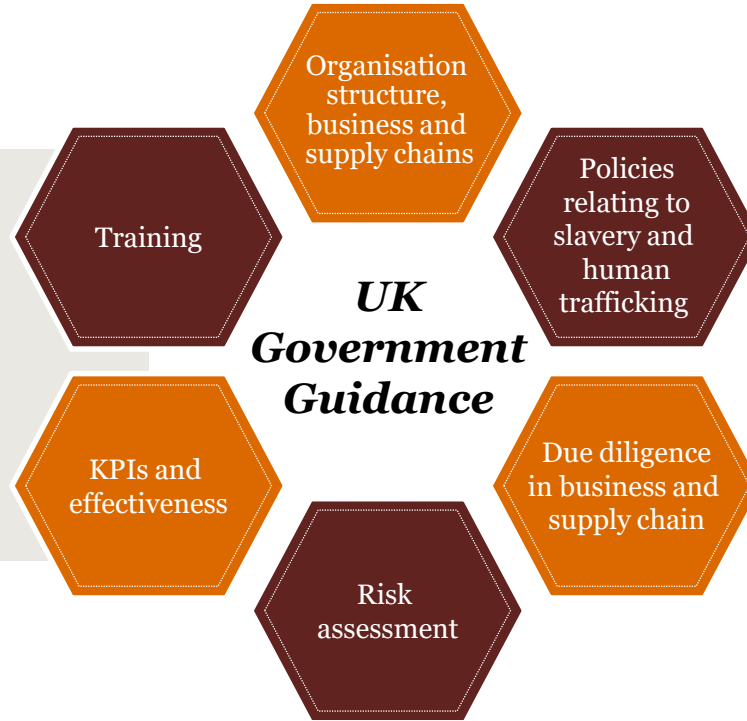 Organisation
structure,
business and
supply chains
Policies
relating to
slavery and
human
trafficking
Due diligence
in business and
supply chain
Risk
assessment
KPIs and
effectiveness
Training
UK
Government
Guidance